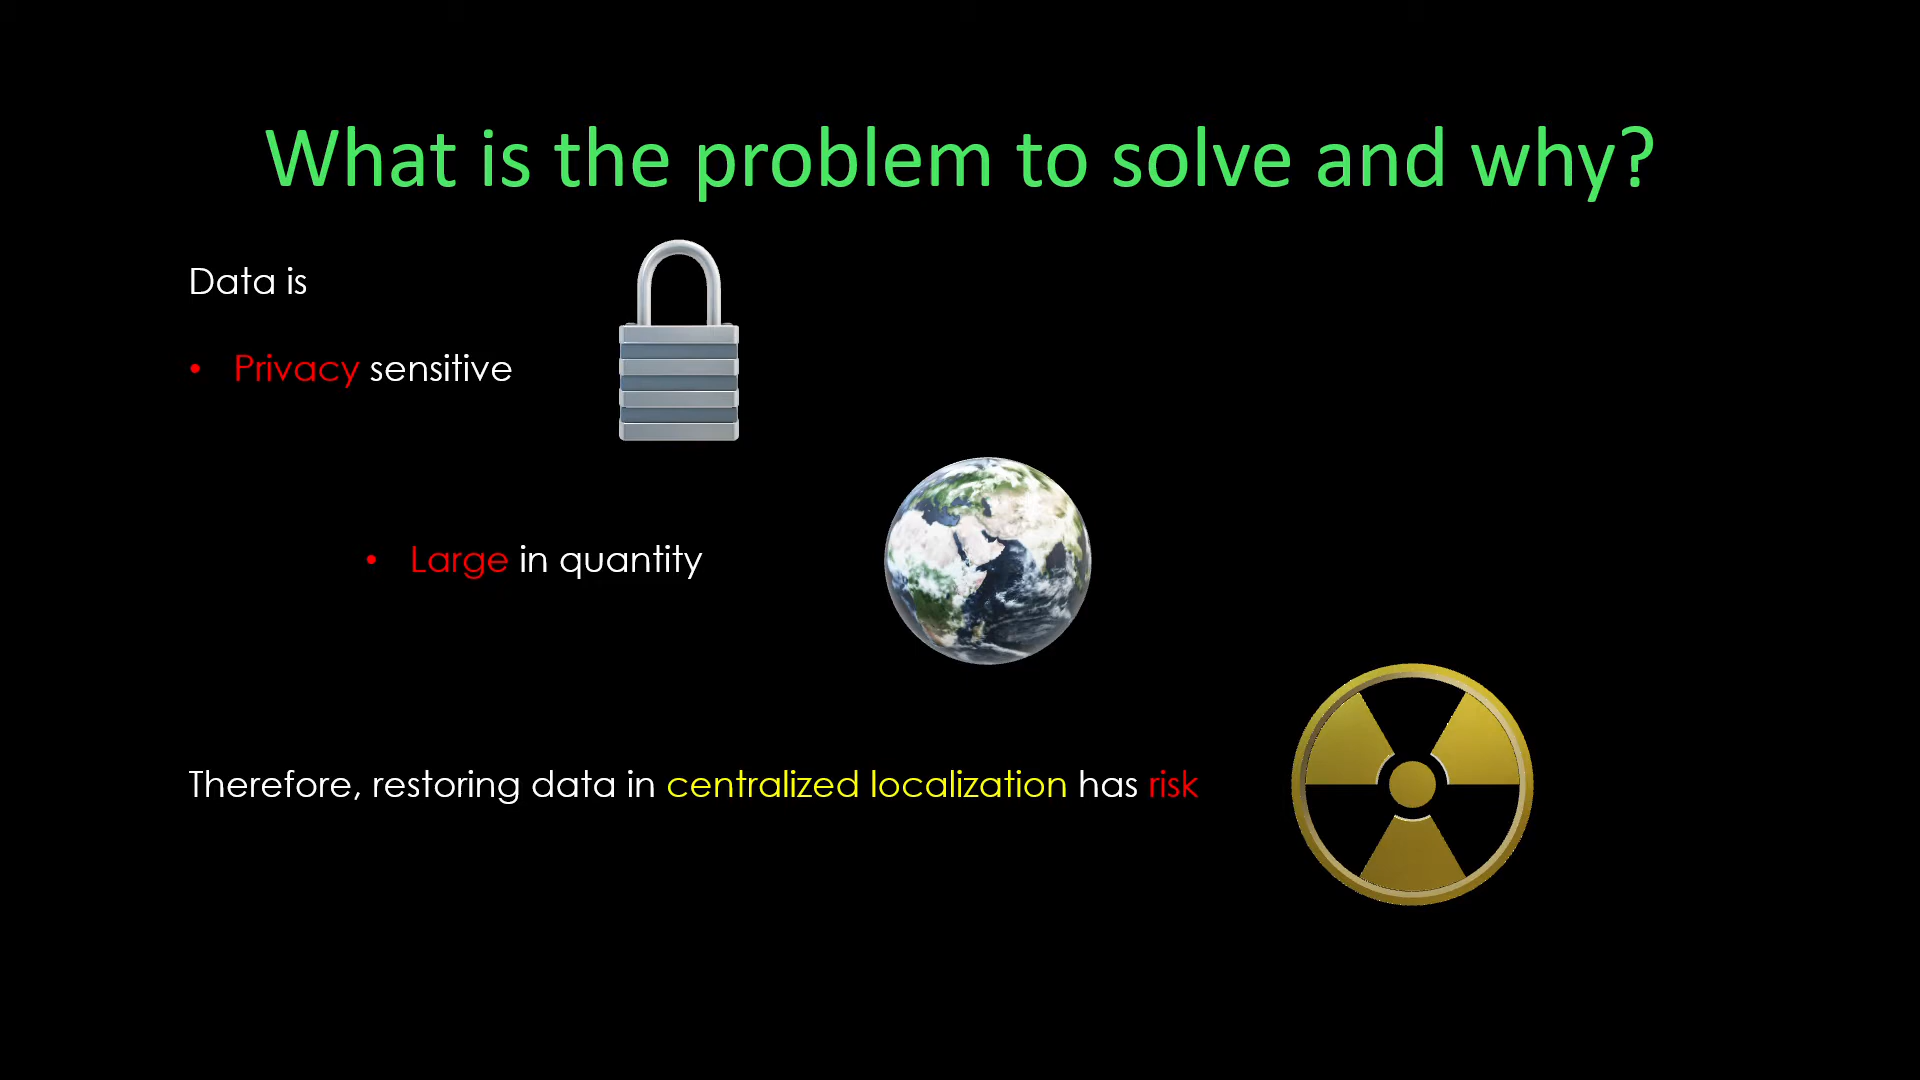 What is the problem to solve and why?
Data is
• Privacy sensitive
• Large in quantity
Therefore, restoring data in centralized localization has risk